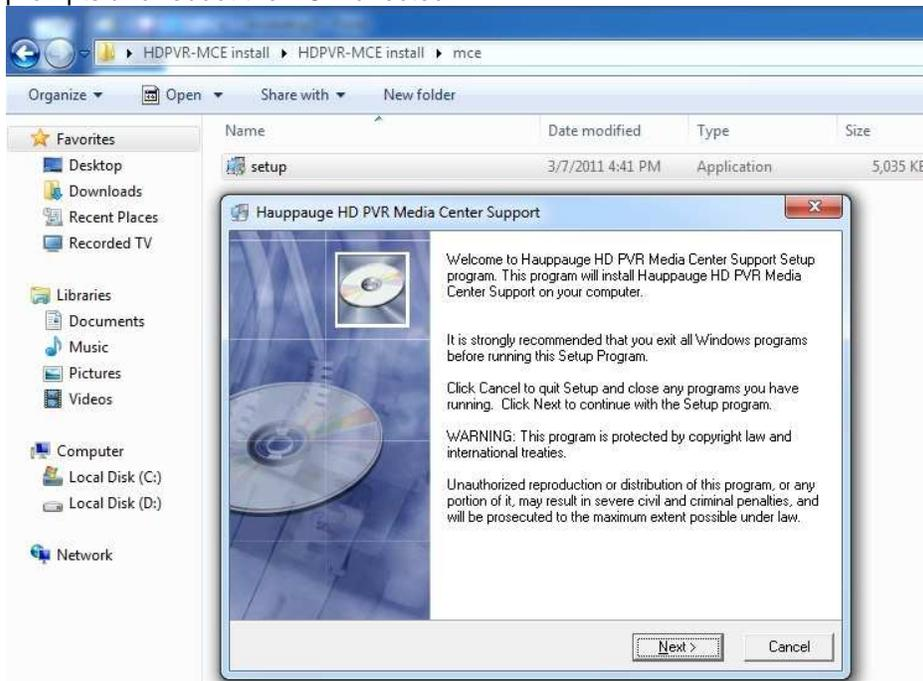 HDPVR-MCE install ▸ HDPVR-MCE install ▸ mce
Organize Open Share with New folder
Name Date modified Type Size
Favorites
Desktop
Downloads
Recent Places
Recorded TV
Libraries
Documents
Music
Pictures
Videos
Computer
Local Disk (C:)
Local Disk (D:)
Network
setup 3/7/2011 4:41 PM Application 5,035 KB
Hauppauge HD PVR Media Center Support
Welcome to Hauppauge HD PVR Media Center Support Setup
program. This program will install Hauppauge HD PVR Media
Center Support on your computer.
It is strongly recommended that you exit all Windows programs
before running this Setup Program.
Click Cancel to quit Setup and close any programs you have
running. Click Next to continue with the Setup program.
WARNING: This program is protected by copyright law and
international treaties.
Unauthorized reproduction or distribution of this program, or any
portion of it, may result in severe civil and criminal penalties, and
will be prosecuted to the maximum extent possible under law.
Next > Cancel